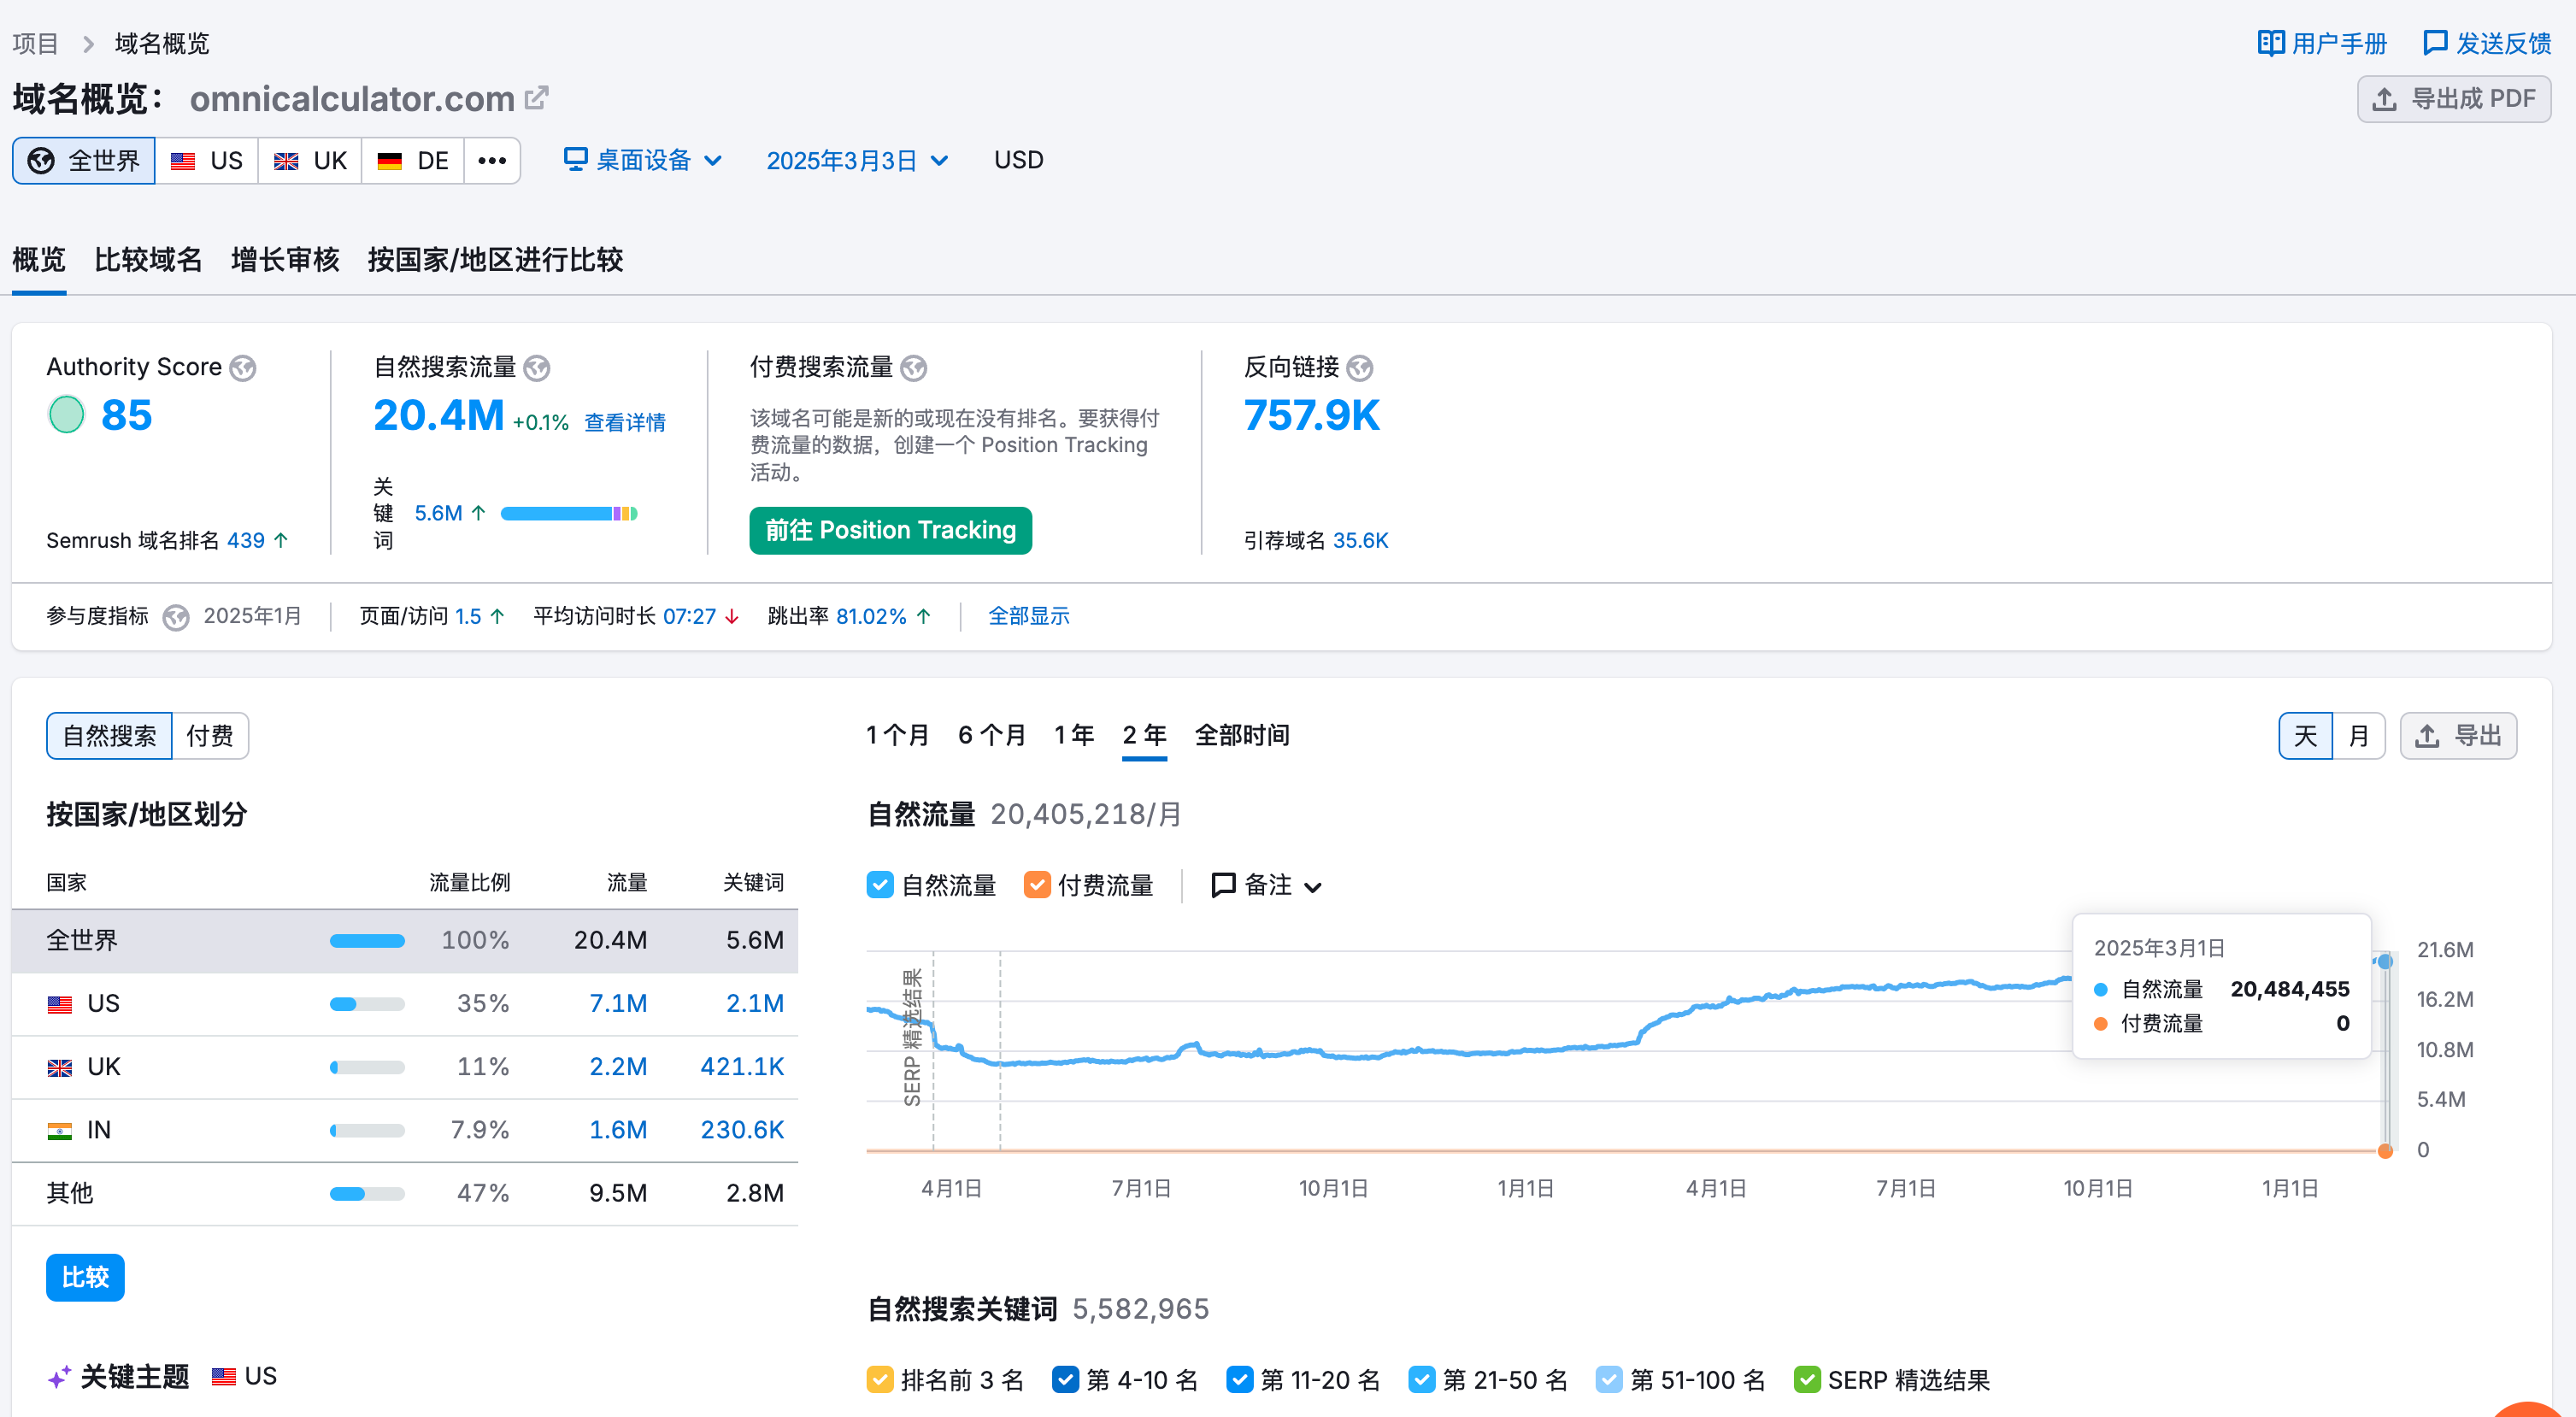 项目 > 域名概览
用户手册 发送反馈
域名概览： omnicalculator.com
导出成 PDF
全世界 US UK DE ••• 桌面设备 2025年3月3日 USD
概览 比较域名 增长审核 按国家/地区进行比较
Authority Score
85
Semrush 域名排名 439 ↑
自然搜索流量
20.4M +0.1% 查看详情
关键词 5.6M ↑
付费搜索流量
该域名可能是新的或现在没有排名。要获得付
费流量的数据，创建一个 Position Tracking
活动。
前往 Position Tracking
反向链接
757.9K
引荐域名 35.6K
参与度指标 2025年1月 页面/访问 1.5 ↑ 平均访问时长 07:27 ↓ 跳出率 81.02% ↑ 全部显示
自然搜索 付费
按国家/地区划分
国家 流量比例 流量 关键词
全世界 100% 20.4M 5.6M
US 35% 7.1M 2.1M
UK 11% 2.2M 421.1K
IN 7.9% 1.6M 230.6K
其他 47% 9.5M 2.8M
比较
关键主题 US
1 个月 6 个月 1 年 2 年 全部时间
天 月 导出
自然流量 20,405,218/月
自然流量 付费流量 备注
SERP 精选结果
2025年3月1日
自然流量 20,484,455
付费流量 0
21.6M
16.2M
10.8M
5.4M
0
4月1日 7月1日 10月1日 1月1日 4月1日 7月1日 10月1日 1月1日
自然搜索关键词 5,582,965
排名前 3 名 第 4-10 名 第 11-20 名 第 21-50 名 第 51-100 名 SERP 精选结果